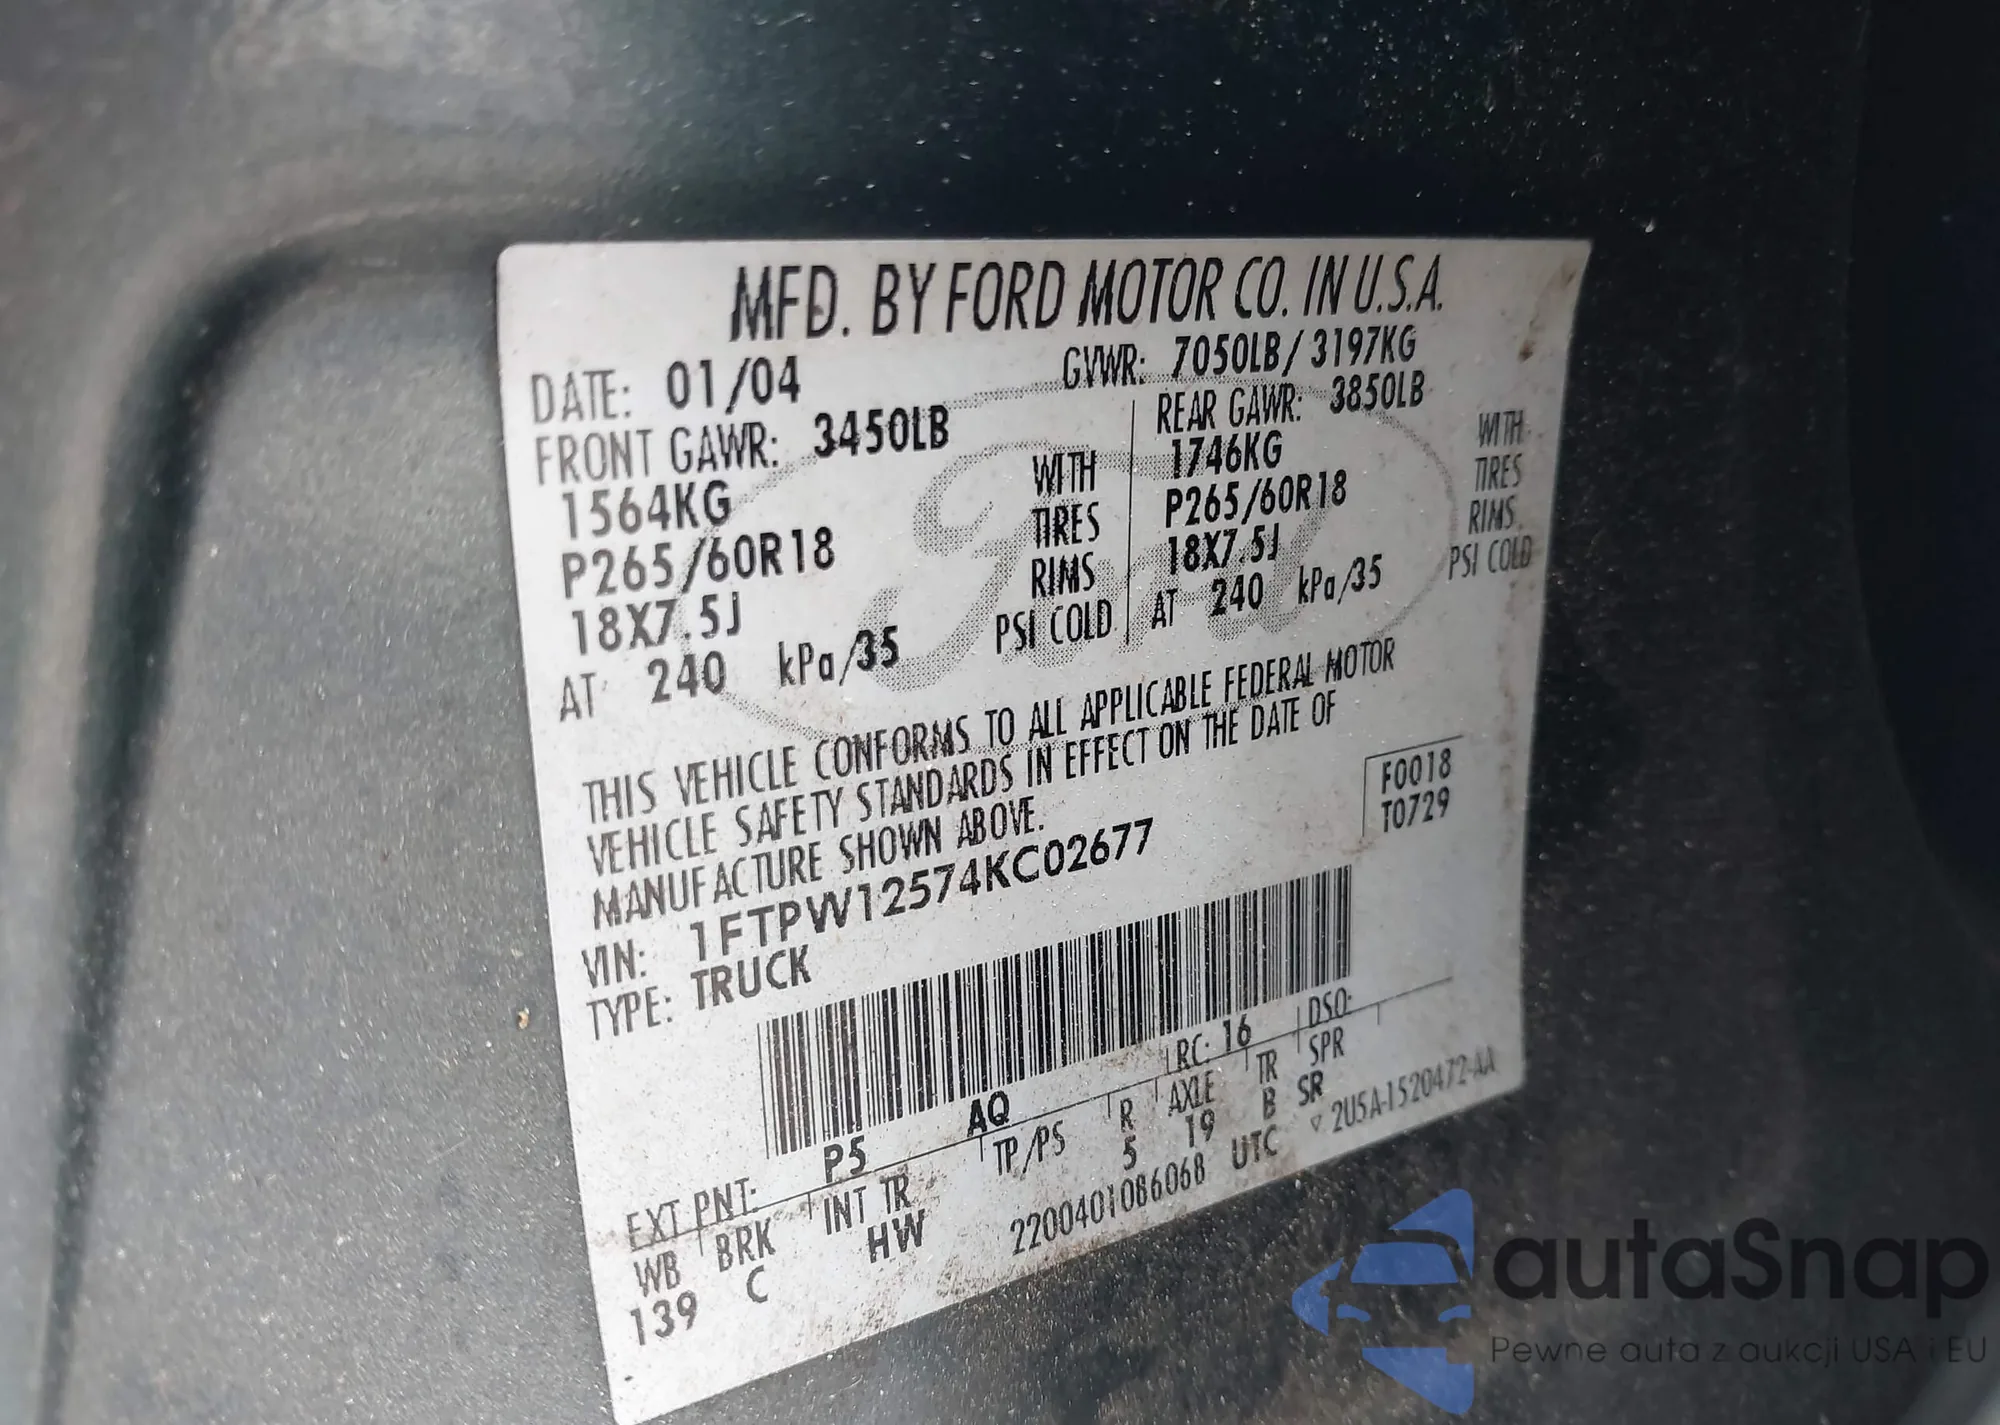 MFD. BY FORD MOTOR CO. IN U.S.A.
DATE: 01/04 GVWR: 7050LB/ 3197KG
FRONT GAWR: 3450LB REAR GAWR: 3850LB
1564KG WITH 1746KG WITH
P265/60R18 TIRES P265/60R18 TIRES
18X7.5J RIMS 18X7.5J RIMS
AT 240 kPa/35 PSI COLD AT 240 kPa/35 PSI COLD
Ford
THIS VEHICLE CONFORMS TO ALL APPLICABLE FEDERAL MOTOR
VEHICLE SAFETY STANDARDS IN EFFECT ON THE DATE OF
MANUFACTURE SHOWN ABOVE.
F0018
T0729
VIN: 1FTPW12574KC02677
TYPE: TRUCK
EXT PNT: P5 AQ RC: 16 DSO:
WB BRK INT TR TP/PS R AXLE TR SPR
139 C HW 5 19 B SR
2200401086068 UTC ▽ 2U5A-1520472-AA
autaSnap
Pewne auta z aukcji USA i EU